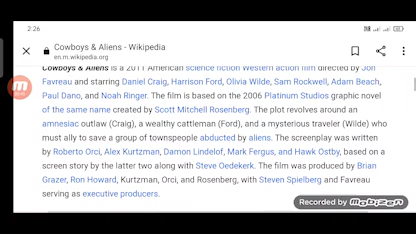 2:26
Cowboys & Aliens - Wikipedia
en.m.wikipedia.org
Cowboys & Aliens is a 2011 American science fiction Western action film directed by Jon
Favreau and starring Daniel Craig, Harrison Ford, Olivia Wilde, Sam Rockwell, Adam Beach,
Paul Dano, and Noah Ringer. The film is based on the 2006 Platinum Studios graphic novel
of the same name created by Scott Mitchell Rosenberg. The plot revolves around an
amnesiac outlaw (Craig), a wealthy cattleman (Ford), and a mysterious traveler (Wilde) who
must ally to save a group of townspeople abducted by aliens. The screenplay was written
by Roberto Orci, Alex Kurtzman, Damon Lindelof, Mark Fergus, and Hawk Ostby, based on a
screen story by the latter two along with Steve Oedekerk. The film was produced by Brian
Grazer, Ron Howard, Kurtzman, Orci, and Rosenberg, with Steven Spielberg and Favreau
serving as executive producers.
Recorded by Mobizen